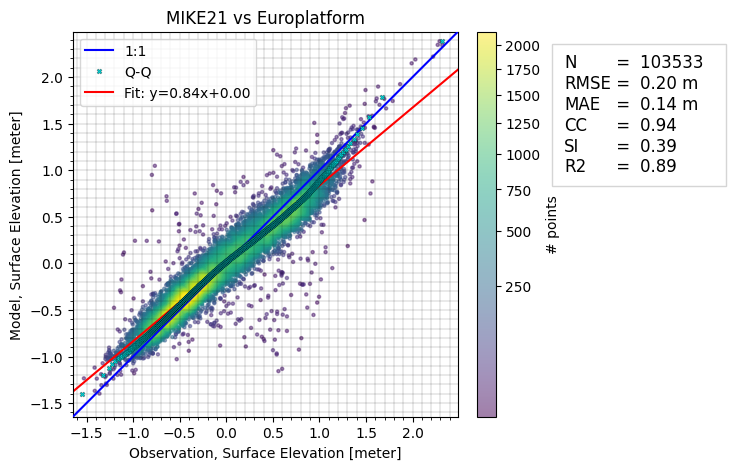 MIKE21 vs Europlatform
1:1
Q-Q
Fit: y=0.84x+0.00
2.0
1.5
1.0
0.5
0.0
−0.5
−1.0
−1.5
Model, Surface Elevation [meter]
−1.5 −1.0 −0.5 0.0 0.5 1.0 1.5 2.0
Observation, Surface Elevation [meter]
2000
1750
1500
1250
1000
750
500
250
# points
N = 103533
RMSE = 0.20 m
MAE = 0.14 m
CC = 0.94
SI = 0.39
R2 = 0.89